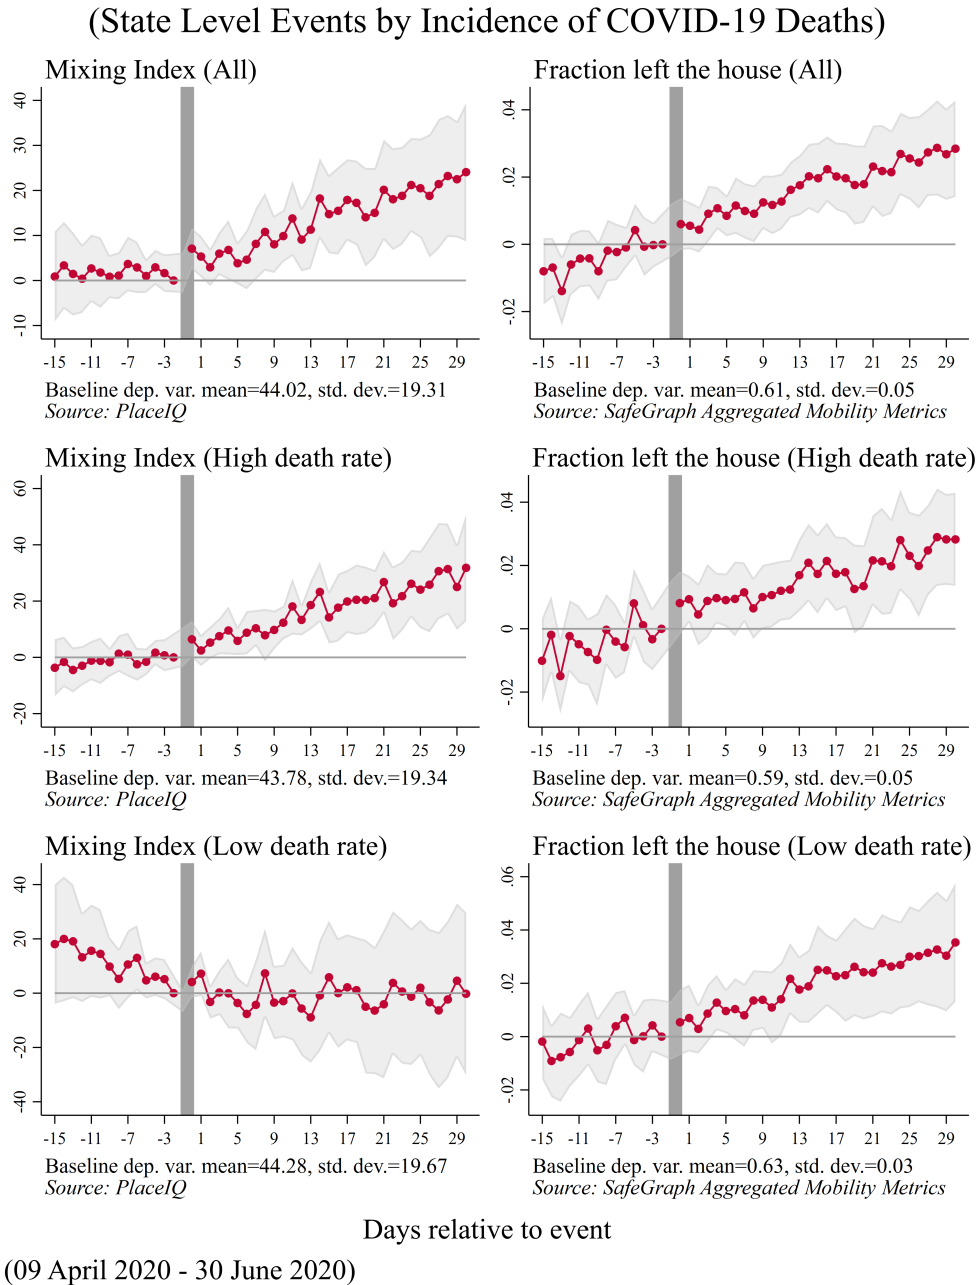 (State Level Events by Incidence of COVID-19 Deaths)
Mixing Index (All)
40
30
20
10
0
-10
-15 -11 -7 -3 1 5 9 13 17 21 25 29
Baseline dep. var. mean=44.02, std. dev.=19.31
Source: PlaceIQ
Fraction left the house (All)
.04
.02
0
-.02
-15 -11 -7 -3 1 5 9 13 17 21 25 29
Baseline dep. var. mean=0.61, std. dev.=0.05
Source: SafeGraph Aggregated Mobility Metrics
Mixing Index (High death rate)
60
40
20
0
-20
-15 -11 -7 -3 1 5 9 13 17 21 25 29
Baseline dep. var. mean=43.78, std. dev.=19.34
Source: PlaceIQ
Fraction left the house (High death rate)
.04
.02
0
-.02
-15 -11 -7 -3 1 5 9 13 17 21 25 29
Baseline dep. var. mean=0.59, std. dev.=0.05
Source: SafeGraph Aggregated Mobility Metrics
Mixing Index (Low death rate)
40
20
0
-20
-40
-15 -11 -7 -3 1 5 9 13 17 21 25 29
Baseline dep. var. mean=44.28, std. dev.=19.67
Source: PlaceIQ
Fraction left the house (Low death rate)
.06
.04
.02
0
-.02
-15 -11 -7 -3 1 5 9 13 17 21 25 29
Baseline dep. var. mean=0.63, std. dev.=0.03
Source: SafeGraph Aggregated Mobility Metrics
Days relative to event
(09 April 2020 - 30 June 2020)